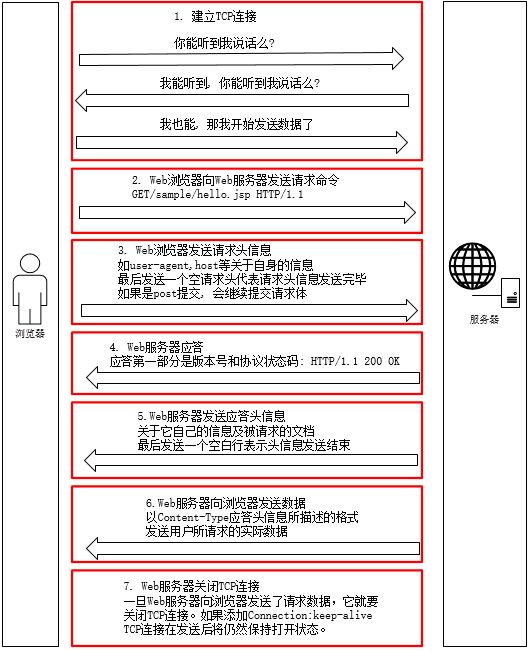 1. 建立TCP连接
你能听到我说话么?
我能听到, 你能听到我说话么?
我也能, 那我开始发送数据了
2. Web浏览器向Web服务器发送请求命令
GET/sample/hello.jsp HTTP/1.1
3. Web浏览器发送请求头信息
如user-agent,host等关于自身的信息
最后发送一个空请求头代表请求头信息发送完毕
如果是post提交, 会继续提交请求体
浏览器
服务器
4. Web服务器应答
应答第一部分是版本号和协议状态码: HTTP/1.1 200 OK
5.Web服务器发送应答头信息
关于它自己的信息及被请求的文档
最后发送一个空白行表示头信息发送结束
6.Web服务器向浏览器发送数据
以Content-Type应答头信息所描述的格式
发送用户所请求的实际数据
7. Web服务器关闭TCP连接
一旦Web服务器向浏览器发送了请求数据，它就要
关闭TCP连接。如果添加Connection:keep-alive
TCP连接在发送后将仍然保持打开状态。